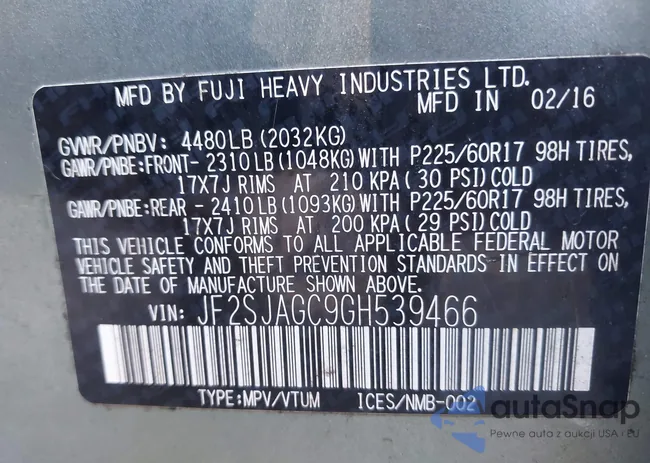 MFD BY FUJI HEAVY INDUSTRIES LTD.
MFD IN 02/16
GVWR/PNBV: 4480LB (2032KG)
GAWR/PNBE:FRONT-2310LB (1048KG) WITH P225/60R17 98H TIRES,
17X7J RIMS AT 210 KPA (30 PSI) COLD
GAWR/PNBE:REAR - 2410LB (1093KG) WITH P225/60R17 98H TIRES,
17X7J RIMS AT 200 KPA (29 PSI) COLD
THIS VEHICLE CONFORMS TO ALL APPLICABLE FEDERAL MOTOR
VEHICLE SAFETY AND THEFT PREVENTION STANDARDS IN EFFECT ON
THE DATE OF MANUFACTURE SHOWN ABOVE.
VIN: JF2SJAGC9GH539466
TYPE:MPV/VTUM ICES/NMB-002
autaSnap
Pewne auta z aukcji USA i EU